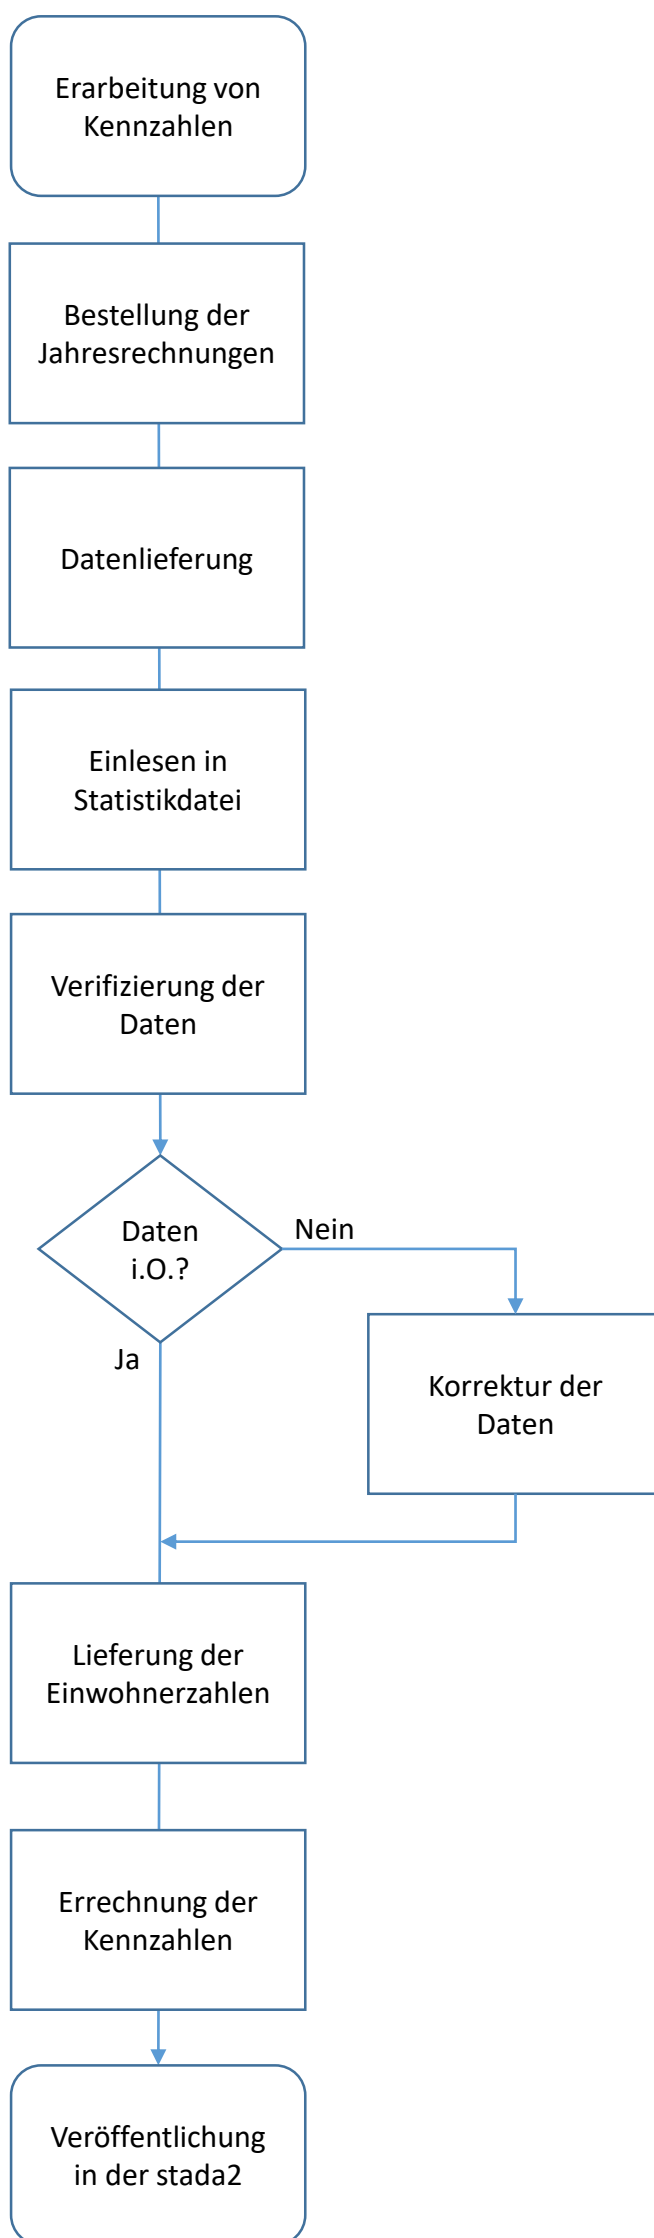 Erarbeitung von
Kennzahlen
Bestellung der
Jahresrechnungen
Datenlieferung
Einlesen in
Statistikdatei
Verifizierung der
Daten
Daten
i.O.?
Nein
Ja
Korrektur der
Daten
Lieferung der
Einwohnerzahlen
Errechnung der
Kennzahlen
Veröffentlichung
in der stada2